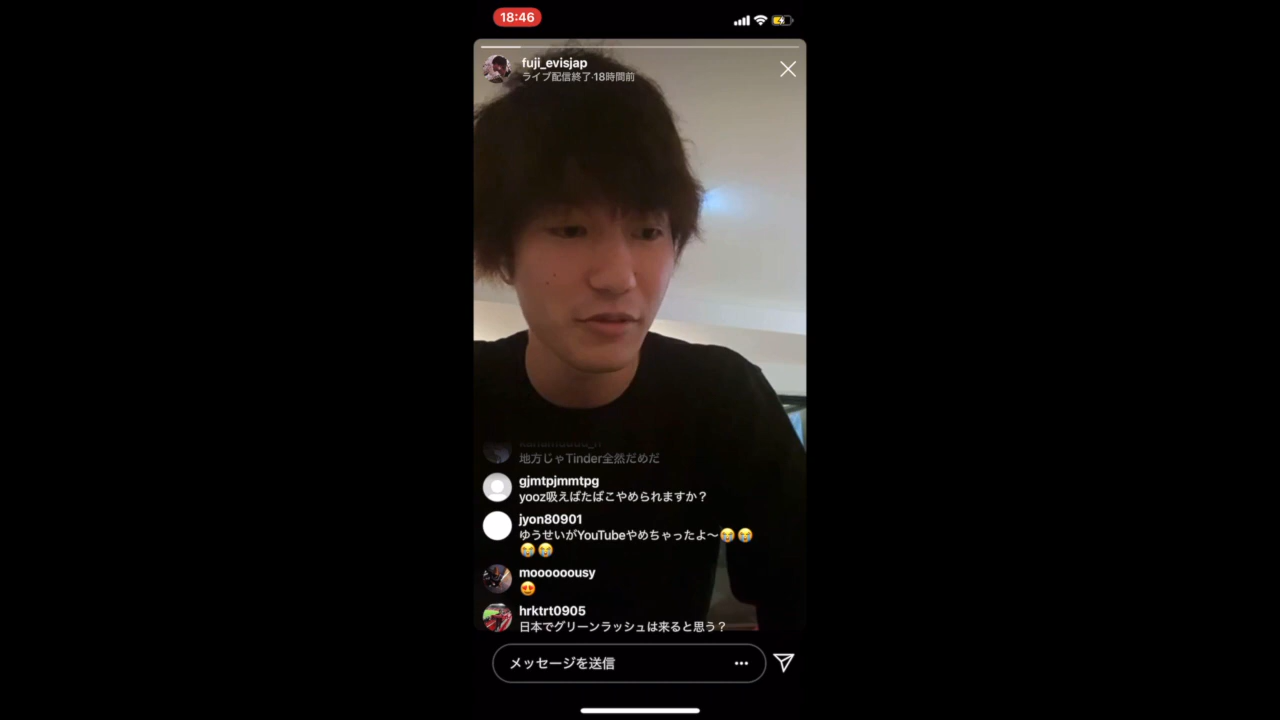 18:46
fuji_evisjap
ライブ配信終了·18時間前
地方じゃTinder全然だめだ
gjmtpjmmtpg
yooz吸えばたばこやめられますか？
jyon80901
ゆうせいがYouTubeやめちゃったよ〜😭😭
😭😭
moooooousy
😍
hrktrt0905
日本でグリーンラッシュは来ると思う？
メッセージを送信